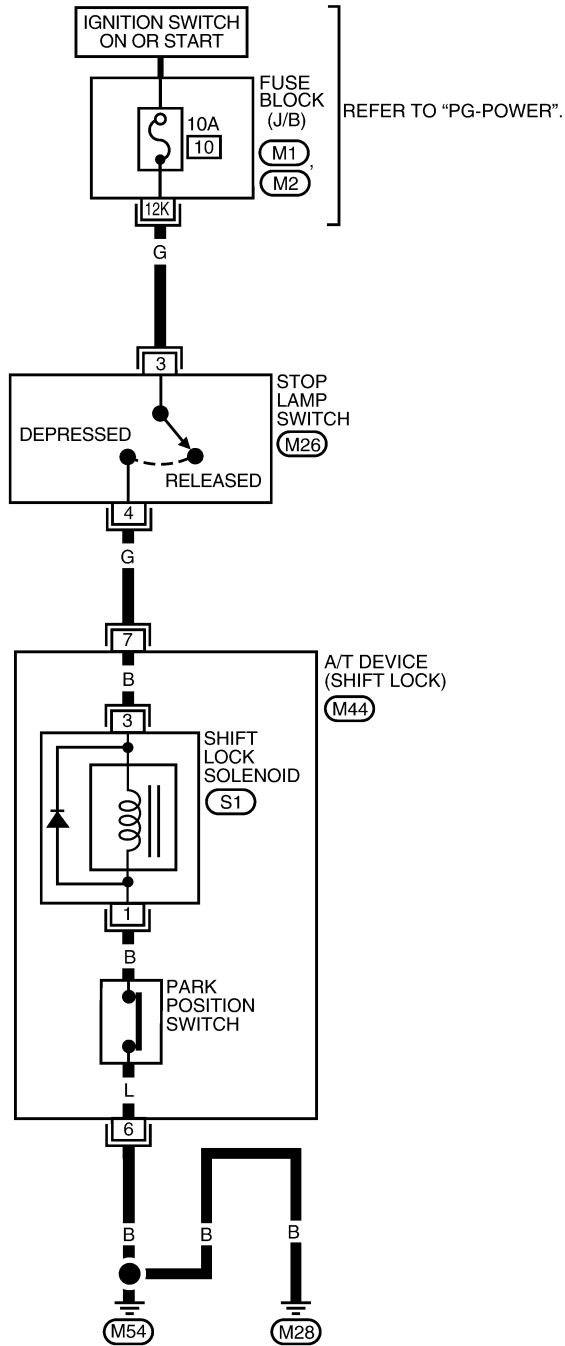 IGNITION SWITCH
ON OR START
FUSE
BLOCK
(J/B)
REFER TO “PG-POWER”.
10A
10
M1
,
M2
12K
G
3
STOP
LAMP
SWITCH
M26
DEPRESSED
RELEASED
4
G
7
A/T DEVICE
(SHIFT LOCK)
M44
B
3
SHIFT
LOCK
SOLENOID
S1
1
B
PARK
POSITION
SWITCH
L
6
B
B
B
M54
M28